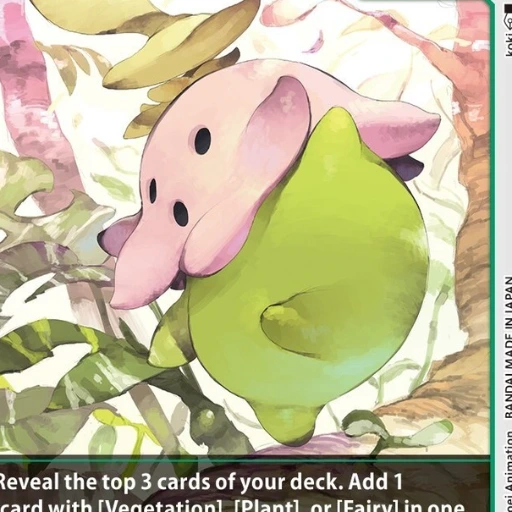 koki
BANDAI MADE IN JAPAN
oei Animation
Reveal the top 3 cards of your deck. Add 1
card with [Vegetation], [Plant], or [Fairy] in one